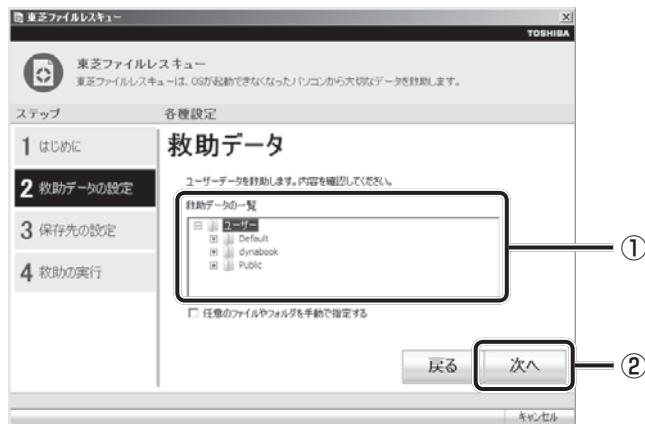 東芝ファイルレスキュー
TOSHIBA
東芝ファイルレスキュー
東芝ファイルレスキューは、OSが起動できなくなったパソコンから大切なデータを救助します。
ステップ
各種設定
1 はじめに
2 救助データの設定
3 保存先の設定
4 救助の実行
救助データ
ユーザーデータを救助します。内容を確認してください。
救助データの一覧
ユーザー
Default
dynabook
Public
①
任意のファイルやフォルダを手動で指定する
戻る
次へ
②
キャンセル